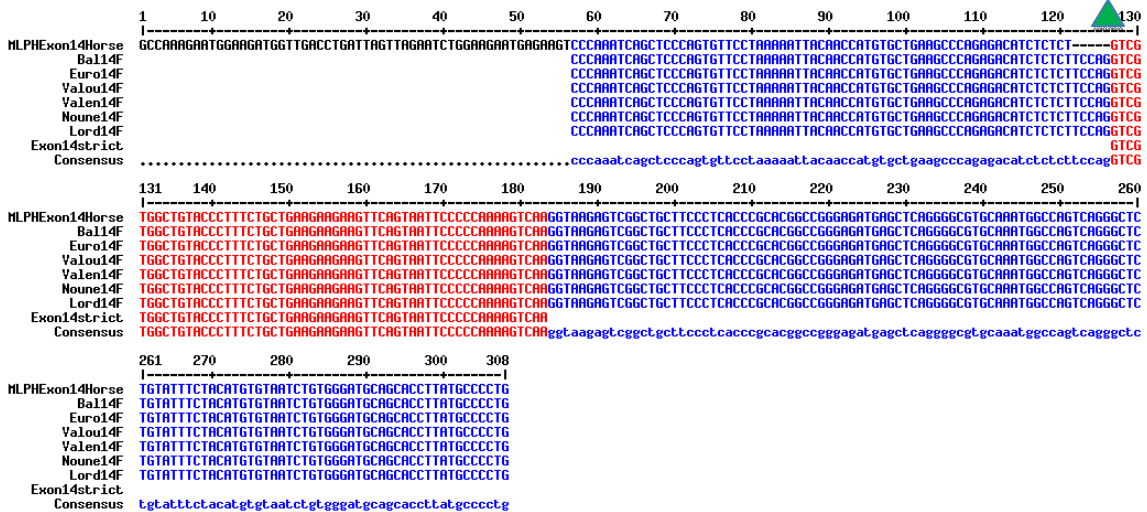 1 10 20 30 40 50 60 70 80 90 100 110 120 130
|--------+---------+---------+---------+---------+---------+---------+---------+---------+---------+---------+---------+---------|
MLPHExon14Horse GCCAAAGAATGGAAGATGGTTGACCTGATTAGTTAGAATCTGGAAGAATGAGAAGTCCCAAATCAGCTCCCAGTGTTCCTAAAAATTACAACCATGTGCTGAAGCCCAGAGACATCTCTCT-----GTCG
Bal14F CCCAAATCAGCTCCCAGTGTTCCTAAAAATTACAACCATGTGCTGAAGCCCAGAGACATCTCTCTTCCAGGTCG
Euro14F CCCAAATCAGCTCCCAGTGTTCCTAAAAATTACAACCATGTGCTGAAGCCCAGAGACATCTCTCTTCCAGGTCG
Valou14F CCCAAATCAGCTCCCAGTGTTCCTAAAAATTACAACCATGTGCTGAAGCCCAGAGACATCTCTCTTCCAGGTCG
Valen14F CCCAAATCAGCTCCCAGTGTTCCTAAAAATTACAACCATGTGCTGAAGCCCAGAGACATCTCTCTTCCAGGTCG
Noune14F CCCAAATCAGCTCCCAGTGTTCCTAAAAATTACAACCATGTGCTGAAGCCCAGAGACATCTCTCTTCCAGGTCG
Lord14F CCCAAATCAGCTCCCAGTGTTCCTAAAAATTACAACCATGTGCTGAAGCCCAGAGACATCTCTCTTCCAGGTCG
Exon14strict GTCG
Consensus ........................................................cccaaatcagctcccagtgttcctaaaaattacaaccatgtgctgaagcccagagacatctctcttccagGTCG
131 140 150 160 170 180 190 200 210 220 230 240 250 260
|--------+---------+---------+---------+---------+---------+---------+---------+---------+---------+---------+---------+---------|
MLPHExon14Horse TGGCTGTACCCTTTCTGCTGAAGAAGAAGTTCAGTAATTCCCCCAAAAGTCAAGGTAAGAGTCGGCTGCTTCCCTCACCCGCACGGCCGGGAGATGAGCTCAGGGGCGTGCAAATGGCCAGTCAGGGCTC
Bal14F TGGCTGTACCCTTTCTGCTGAAGAAGAAGTTCAGTAATTCCCCCAAAAGTCAAGGTAAGAGTCGGCTGCTTCCCTCACCCGCACGGCCGGGAGATGAGCTCAGGGGCGTGCAAATGGCCAGTCAGGGCTC
Euro14F TGGCTGTACCCTTTCTGCTGAAGAAGAAGTTCAGTAATTCCCCCAAAAGTCAAGGTAAGAGTCGGCTGCTTCCCTCACCCGCACGGCCGGGAGATGAGCTCAGGGGCGTGCAAATGGCCAGTCAGGGCTC
Valou14F TGGCTGTACCCTTTCTGCTGAAGAAGAAGTTCAGTAATTCCCCCAAAAGTCAAGGTAAGAGTCGGCTGCTTCCCTCACCCGCACGGCCGGGAGATGAGCTCAGGGGCGTGCAAATGGCCAGTCAGGGCTC
Valen14F TGGCTGTACCCTTTCTGCTGAAGAAGAAGTTCAGTAATTCCCCCAAAAGTCAAGGTAAGAGTCGGCTGCTTCCCTCACCCGCACGGCCGGGAGATGAGCTCAGGGGCGTGCAAATGGCCAGTCAGGGCTC
Noune14F TGGCTGTACCCTTTCTGCTGAAGAAGAAGTTCAGTAATTCCCCCAAAAGTCAAGGTAAGAGTCGGCTGCTTCCCTCACCCGCACGGCCGGGAGATGAGCTCAGGGGCGTGCAAATGGCCAGTCAGGGCTC
Lord14F TGGCTGTACCCTTTCTGCTGAAGAAGAAGTTCAGTAATTCCCCCAAAAGTCAAGGTAAGAGTCGGCTGCTTCCCTCACCCGCACGGCCGGGAGATGAGCTCAGGGGCGTGCAAATGGCCAGTCAGGGCTC
Exon14strict TGGCTGTACCCTTTCTGCTGAAGAAGAAGTTCAGTAATTCCCCCAAAAGTCAA
Consensus TGGCTGTACCCTTTCTGCTGAAGAAGAAGTTCAGTAATTCCCCCAAAAGTCAAggtaagagtcggctgcttccctcacccgcacggccgggagatgagctcaggggcgtgcaaatggccagtcagggctc
261 270 280 290 300 308
|--------+---------+---------+---------+-------|
MLPHExon14Horse TGTATTTCTACATGTGTAATCTGTGGGATGCAGCACCTTATGCCCCTG
Bal14F TGTATTTCTACATGTGTAATCTGTGGGATGCAGCACCTTATGCCCCTG
Euro14F TGTATTTCTACATGTGTAATCTGTGGGATGCAGCACCTTATGCCCCTG
Valou14F TGTATTTCTACATGTGTAATCTGTGGGATGCAGCACCTTATGCCCCTG
Valen14F TGTATTTCTACATGTGTAATCTGTGGGATGCAGCACCTTATGCCCCTG
Noune14F TGTATTTCTACATGTGTAATCTGTGGGATGCAGCACCTTATGCCCCTG
Lord14F TGTATTTCTACATGTGTAATCTGTGGGATGCAGCACCTTATGCCCCTG
Exon14strict
Consensus tgtatttctacatgtgtaatctgtgggatgcagcaccttatgcccctg